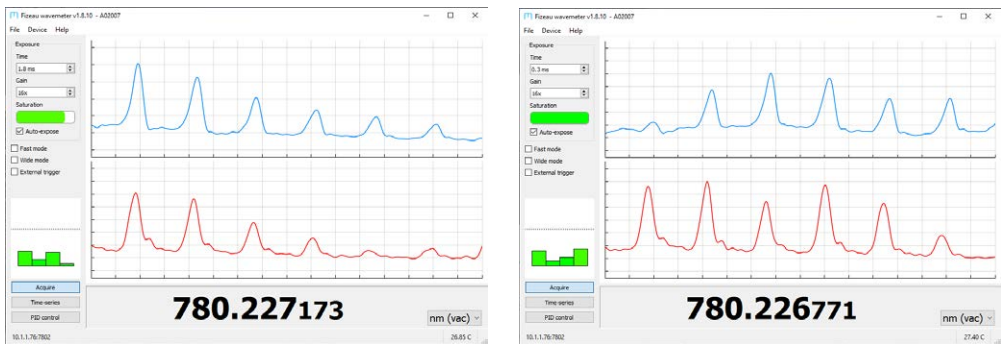 Fizeau wavemeter v1.8.10 - A02007
File Device Help
Exposure
Time
1.8 ms
Gain
16x
Saturation
Auto-expose
Fast mode
Wide mode
External trigger
Acquire
Time-series
PID control
780.227173
nm (vac)
10.1.1.76:7802
26.85 C
Fizeau wavemeter v1.8.10 - A02007
File Device Help
Exposure
Time
0.3 ms
Gain
16x
Saturation
Auto-expose
Fast mode
Wide mode
External trigger
Acquire
Time-series
PID control
780.226771
nm (vac)
10.1.1.76:7802
27.40 C